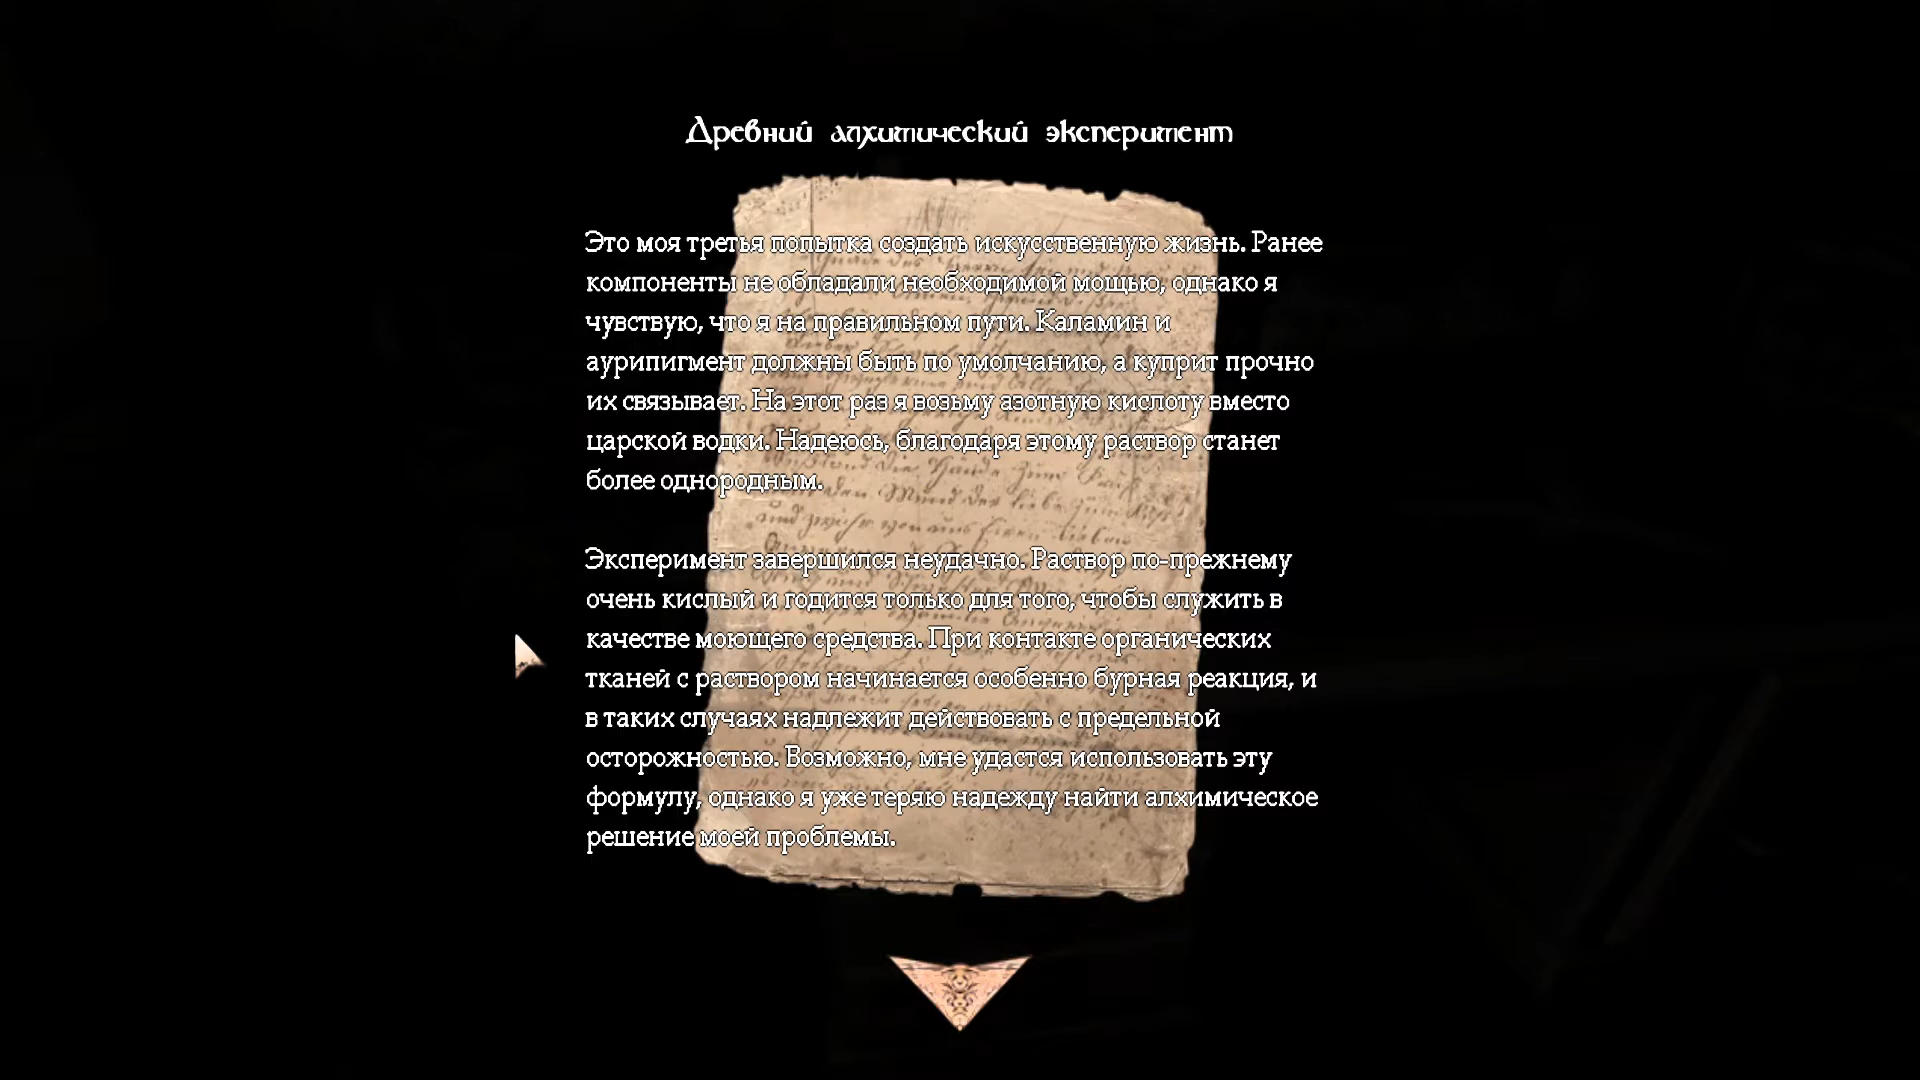 Древний алхимический эксперимент
Это моя третья попытка создать искусственную жизнь. Ранее
компоненты не обладали необходимой мощью, однако я
чувствую, что я на правильном пути. Каламин и
аурипигмент должны быть по умолчанию, а куприт прочно
их связывает. На этот раз я возьму азотную кислоту вместо
царской водки. Надеюсь, благодаря этому раствор станет
более однородным.
Эксперимент завершился неудачно. Раствор по-прежнему
очень кислый и годится только для того, чтобы служить в
качестве моющего средства. При контакте органических
тканей с раствором начинается особенно бурная реакция, и
в таких случаях надлежит действовать с предельной
осторожностью. Возможно, мне удастся использовать эту
формулу, однако я уже теряю надежду найти алхимическое
решение моей проблемы.